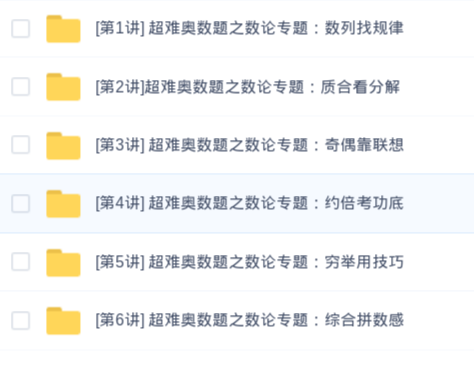 [第1讲] 超难奥数题之数论专题：数列找规律
[第2讲]超难奥数题之数论专题：质合看分解
[第3讲] 超难奥数题之数论专题：奇偶靠联想
[第4讲] 超难奥数题之数论专题：约倍考功底
[第5讲] 超难奥数题之数论专题：穷举用技巧
[第6讲] 超难奥数题之数论专题：综合拼数感